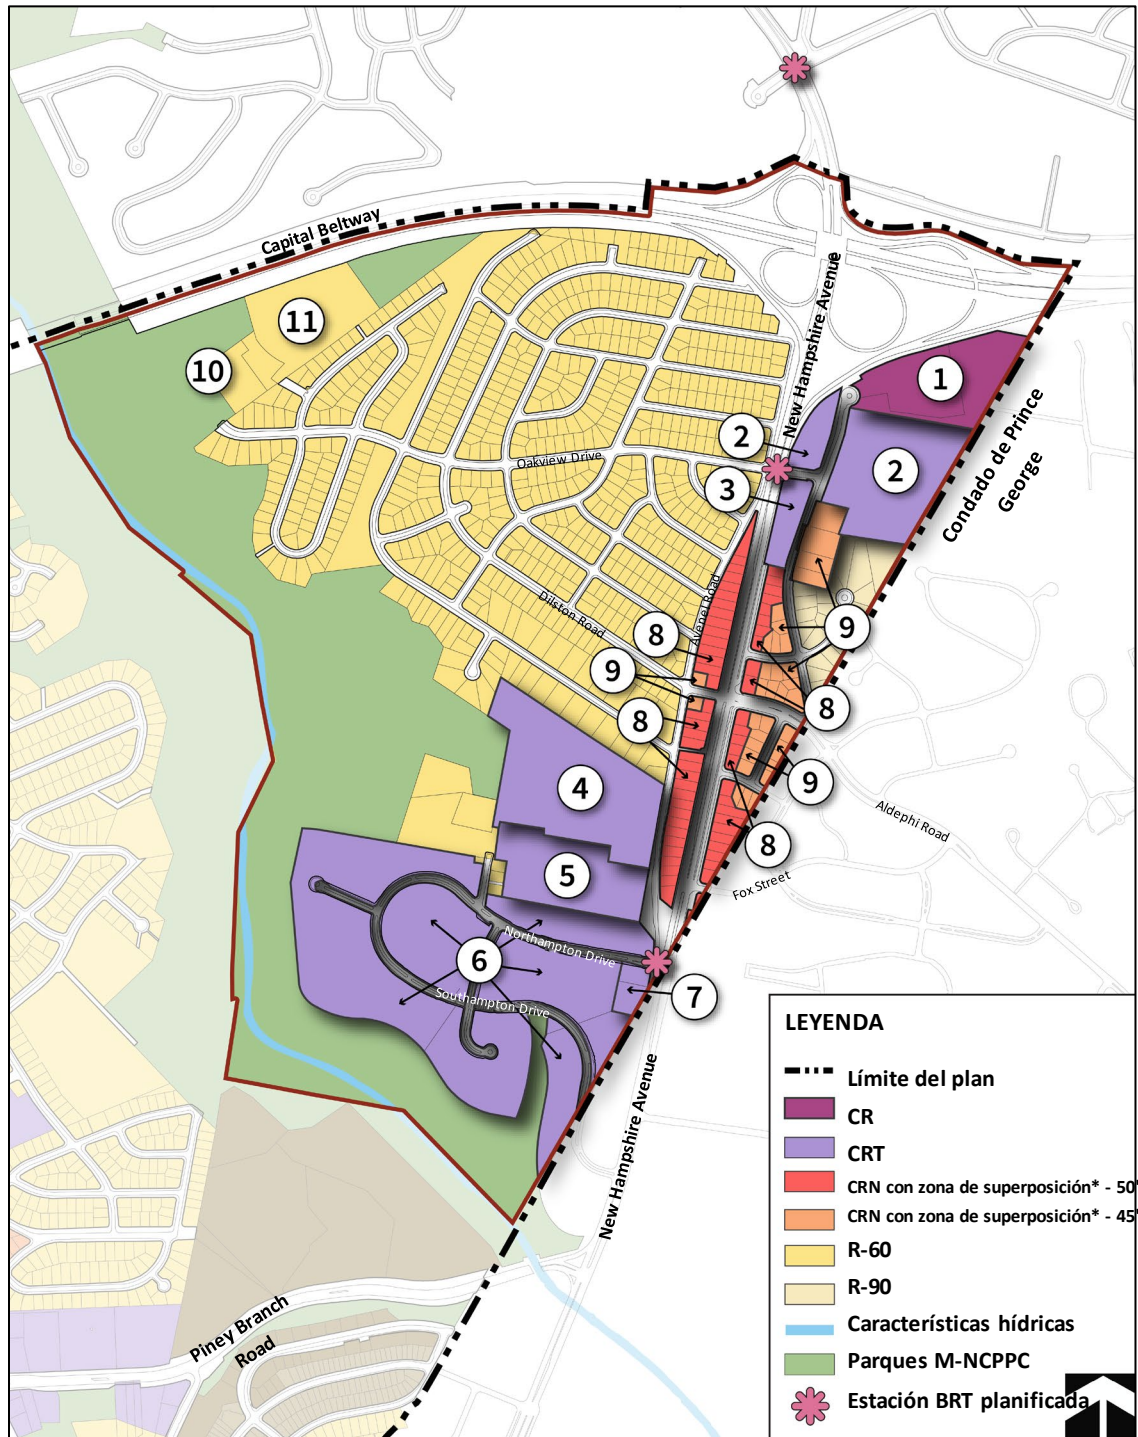 Capital Beltway
New Hampshire Avenue
11
10
1
2
2
3
Oakview Drive
Condado de Prince
George
Avenel Road
Dilston Road
9
8
9
8
8
9
8
4
5
Aldephi Road
Fox Street
Northampton Drive
6
Southampton Drive
7
New Hampshire Avenue
Piney Branch
Road
LEYENDA
Límite del plan
CR
CRT
CRN con zona de superposición* - 50'
CRN con zona de superposición* - 45'
R-60
R-90
Características hídricas
Parques M-NCPPC
Estación BRT planificada